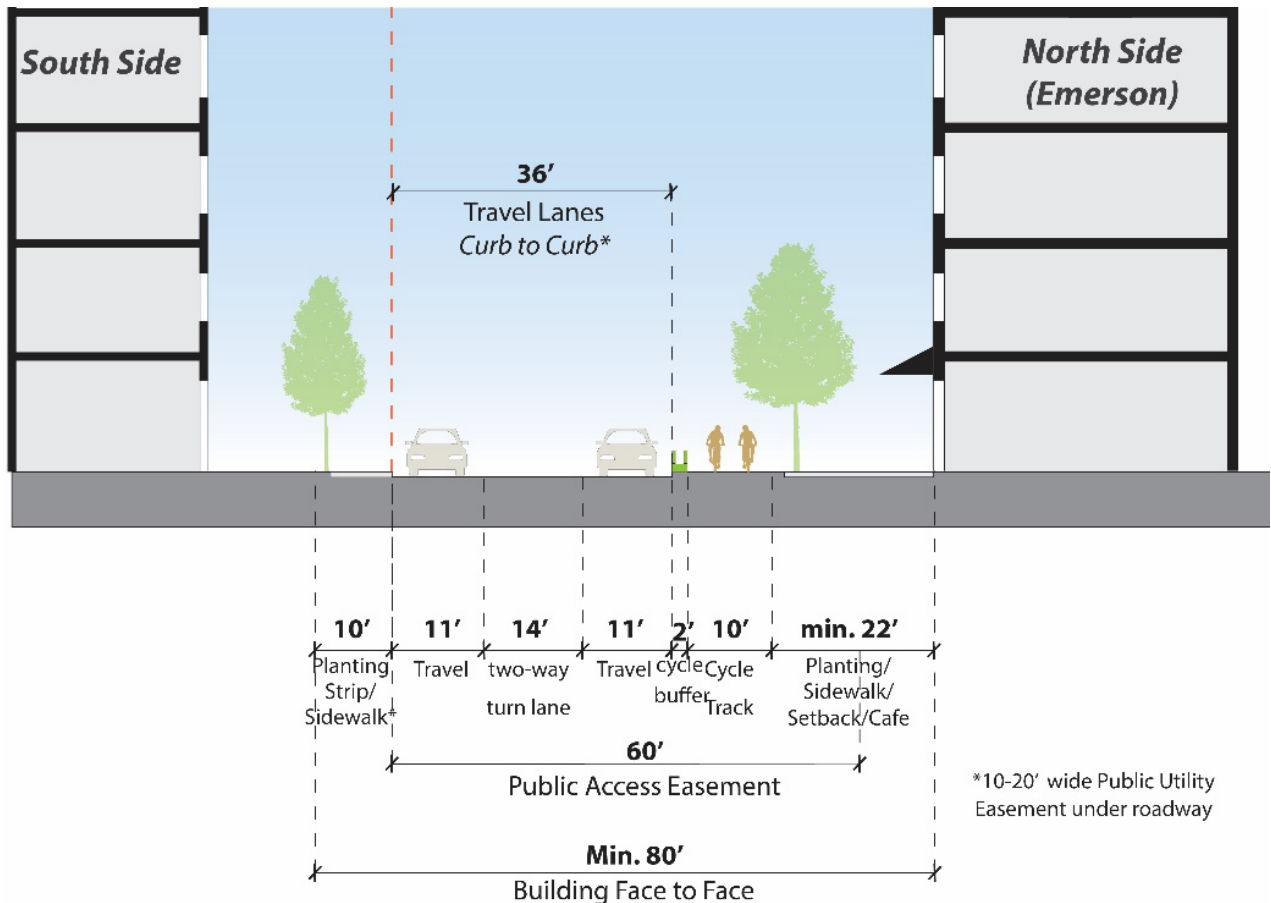 South Side
North Side
(Emerson)
36’
Travel Lanes
Curb to Curb*
10’
11’
14’
11’
2’
10’
min. 22’
Planting
Strip/
Sidewalk*
Travel
two-way
turn lane
Travel
cycle
buffer
Cycle
Track
Planting/
Sidewalk/
Setback/Cafe
60’
Public Access Easement
*10-20’ wide Public Utility
Easement under roadway
Min. 80’
Building Face to Face